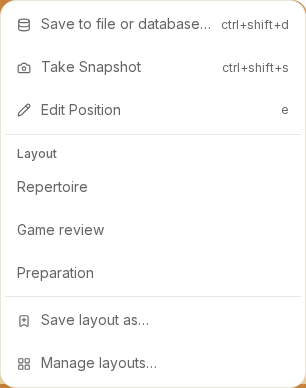 Save to file or database... ctrl+shift+d
Take Snapshot ctrl+shift+s
Edit Position e
Layout
Repertoire
Game review
Preparation
Save layout as...
Manage layouts...